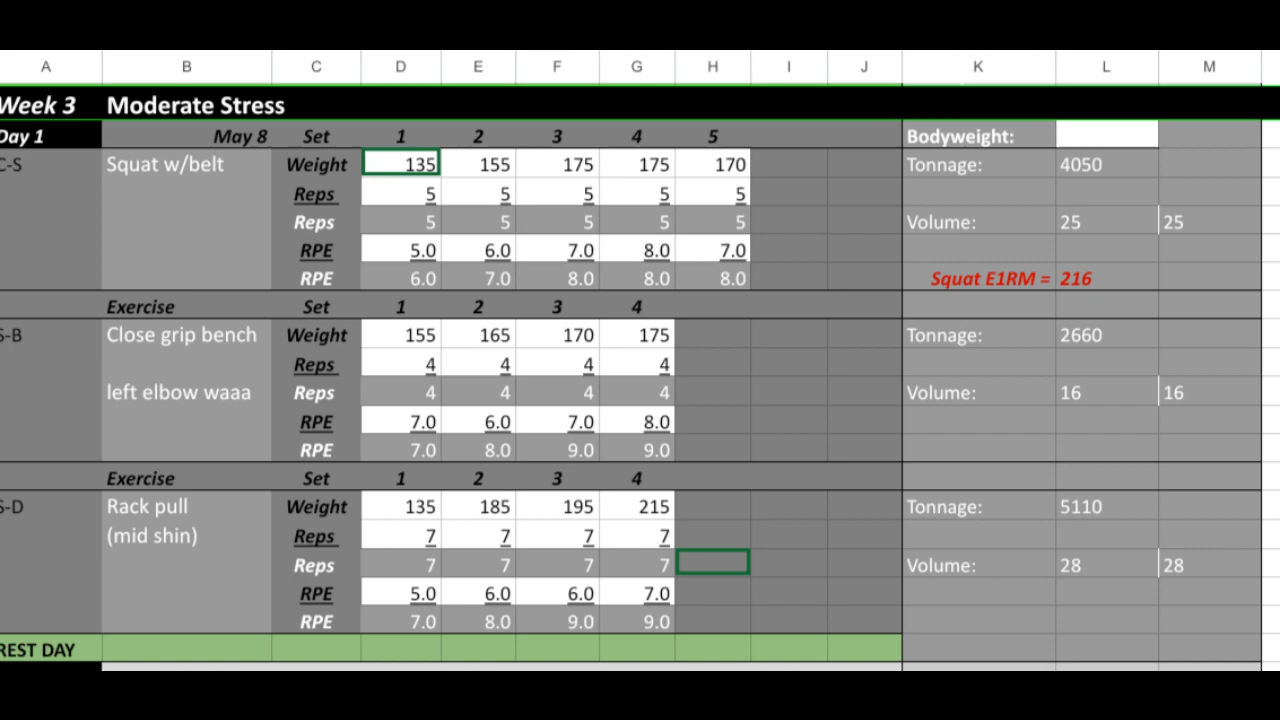 A B C D E F G H I J K L M
Week 3 Moderate Stress
Day 1 May 8 Set 1 2 3 4 5 Bodyweight:
C-S Squat w/belt Weight 135 155 175 175 170 Tonnage: 4050
Reps 5 5 5 5 5
Reps 5 5 5 5 5 Volume: 25 25
RPE 5.0 6.0 7.0 8.0 7.0
RPE 6.0 7.0 8.0 8.0 8.0 Squat E1RM = 216
Exercise Set 1 2 3 4
S-B Close grip bench Weight 155 165 170 175 Tonnage: 2660
Reps 4 4 4 4
left elbow waaa Reps 4 4 4 4 Volume: 16 16
RPE 7.0 6.0 7.0 8.0
RPE 7.0 8.0 9.0 9.0
Exercise Set 1 2 3 4
S-D Rack pull Weight 135 185 195 215 Tonnage: 5110
(mid shin) Reps 7 7 7 7
Reps 7 7 7 7 Volume: 28 28
RPE 5.0 6.0 6.0 7.0
RPE 7.0 8.0 9.0 9.0
REST DAY